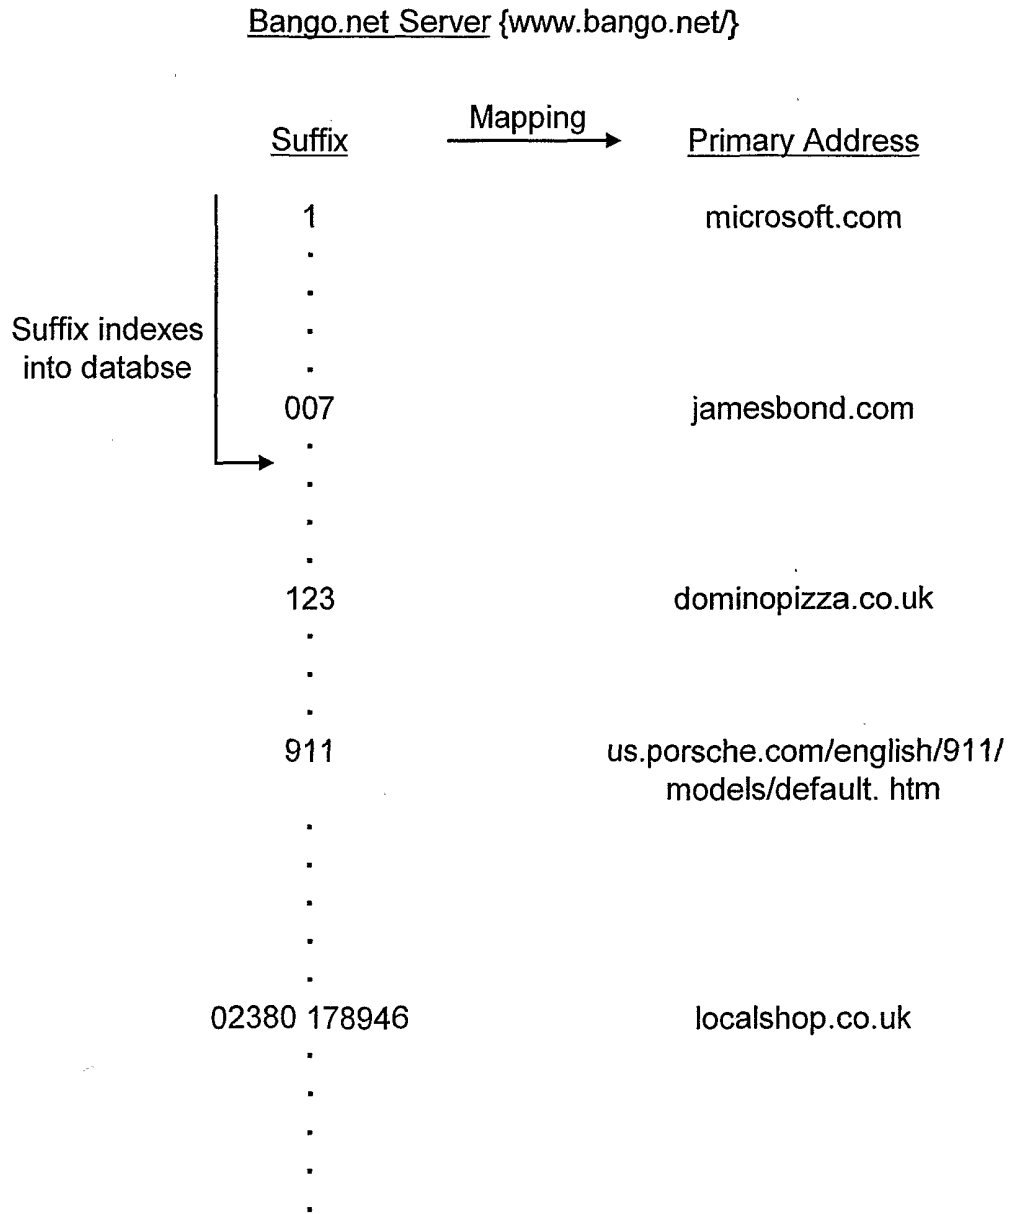 Bango.net Server {www.bango.net/}
Mapping
Suffix
Primary Address
1
microsoft.com
Suffix indexes
into databse
007
jamesbond.com
123
dominopizza.co.uk
911
us.porsche.com/english/911/
models/default. htm
02380 178946
localshop.co.uk